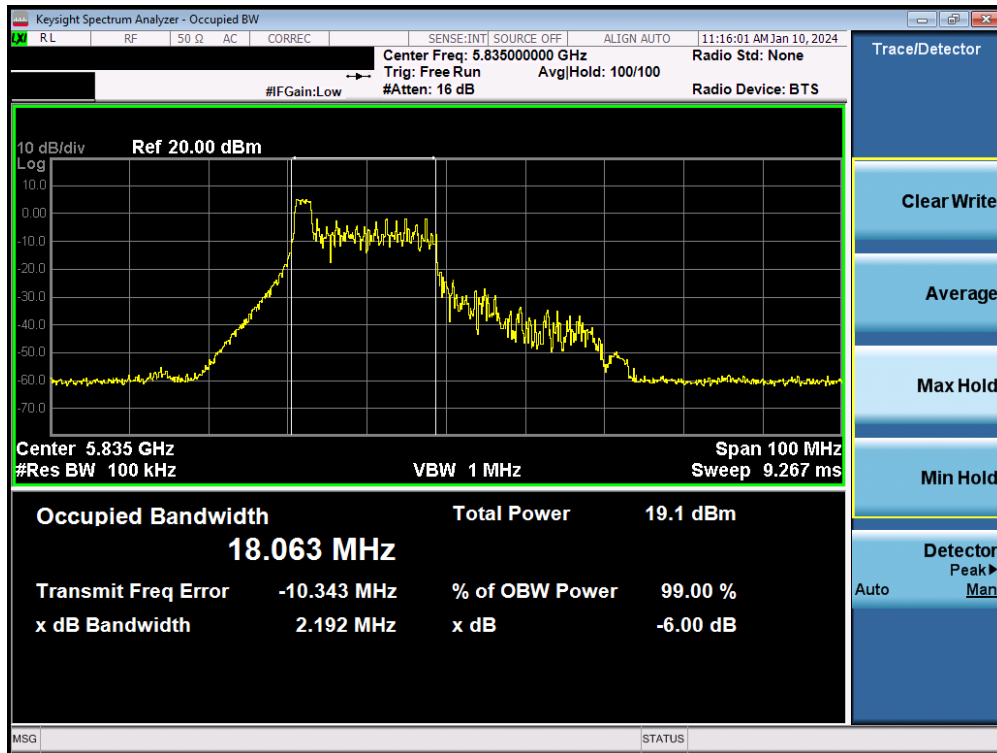 Keysight Spectrum Analyzer - Occupied BW
LXI RL RF 50 Ω AC CORREC SENSE:INT SOURCE OFF ALIGN AUTO 11:16:01 AM Jan 10, 2024
Center Freq: 5.835000000 GHz Radio Std: None
Trig: Free Run Avg|Hold: 100/100
#IFGain:Low #Atten: 16 dB Radio Device: BTS
Trace/Detector
10 dB/div Ref 20.00 dBm
Log
10.0
0.00
-10.0
-20.0
-30.0
-40.0
-50.0
-60.0
-70.0
Center 5.835 GHz Span 100 MHz
#Res BW 100 kHz VBW 1 MHz Sweep 9.267 ms
Occupied Bandwidth Total Power 19.1 dBm
18.063 MHz
Transmit Freq Error -10.343 MHz % of OBW Power 99.00 %
x dB Bandwidth 2.192 MHz x dB -6.00 dB
Clear Write
Average
Max Hold
Min Hold
Detector
Peak▶
Auto Man
MSG STATUS